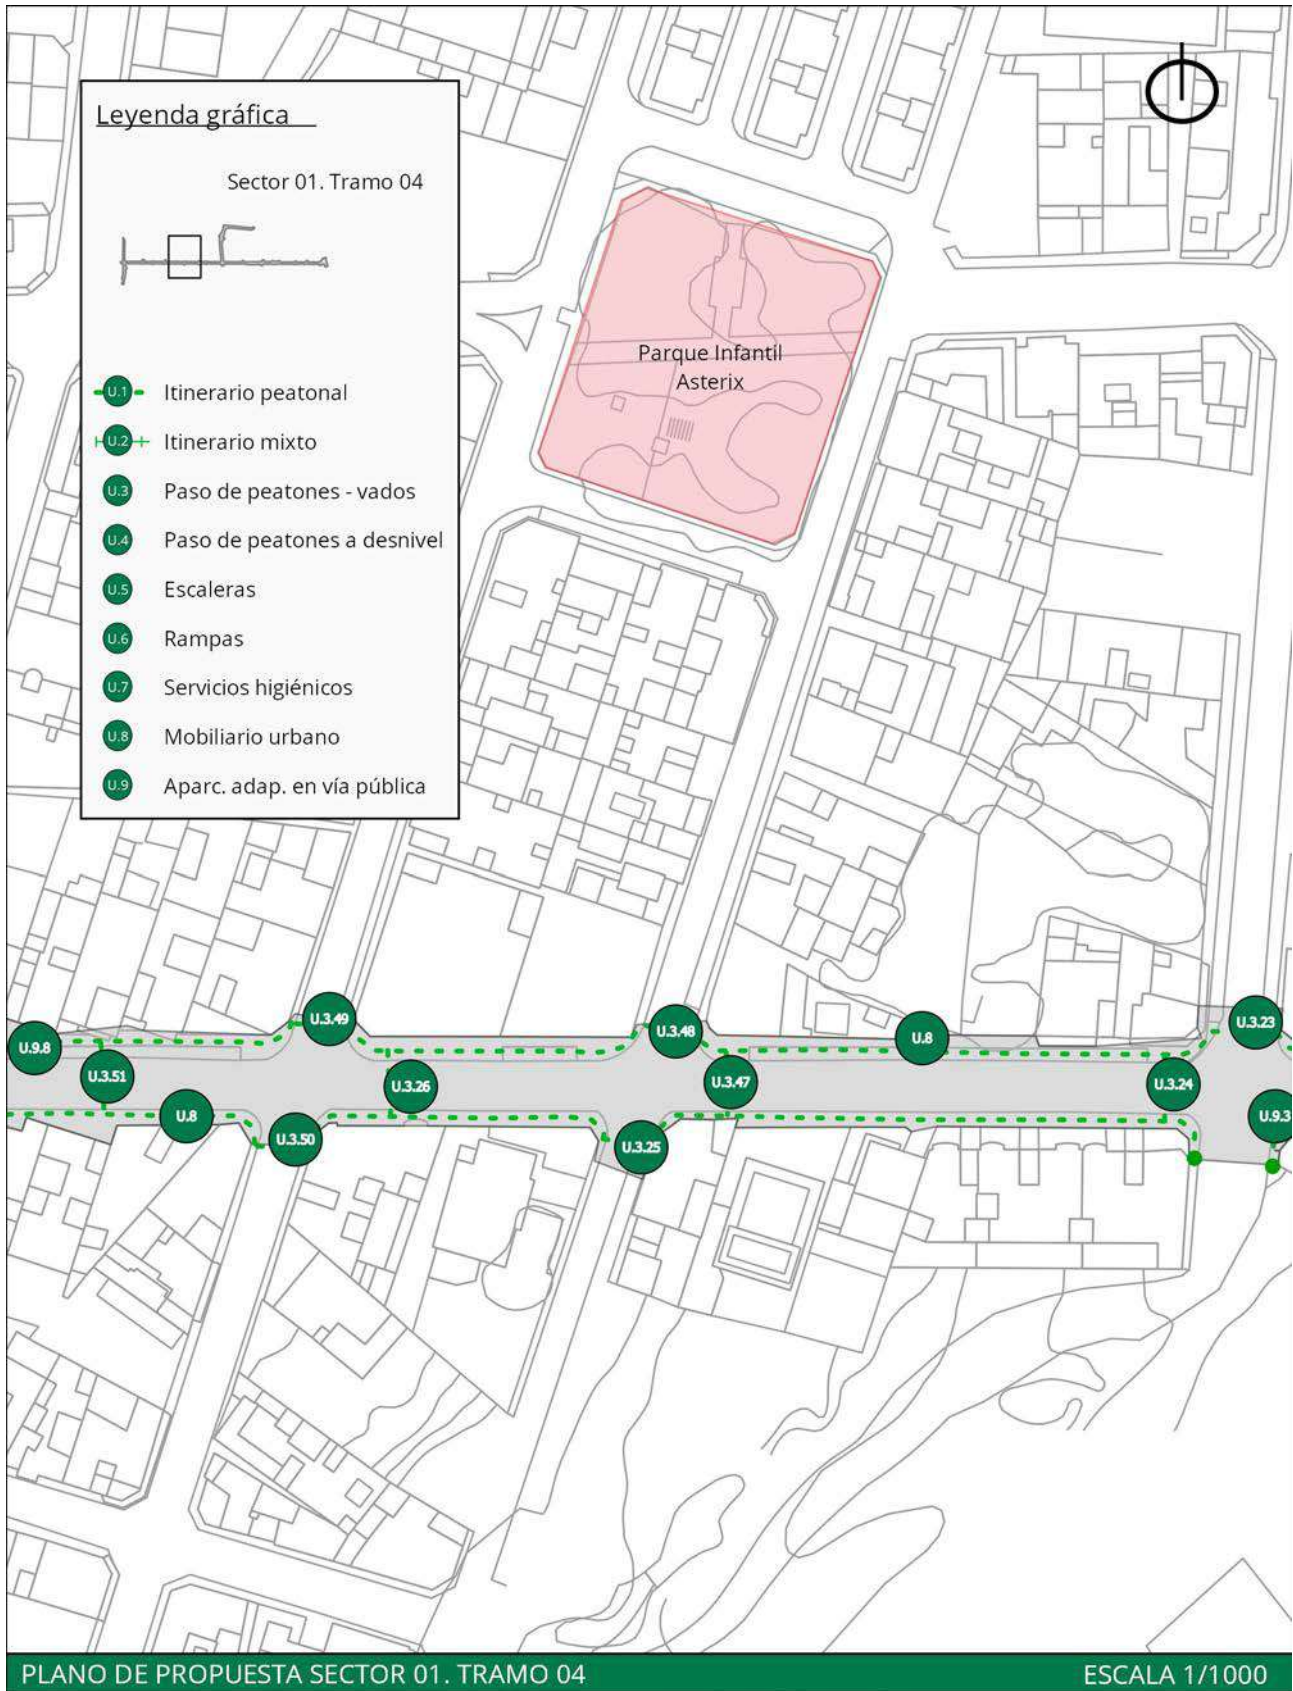 Leyenda gráfica
Sector 01. Tramo 04
U.1 Itinerario peatonal
U.2 Itinerario mixto
U.3 Paso de peatones - vados
U.4 Paso de peatones a desnivel
U.5 Escaleras
U.6 Rampas
U.7 Servicios higiénicos
U.8 Mobiliario urbano
U.9 Aparc. adap. en vía pública
Parque Infantil
Asterix
U.9.8
U.3.51
U.8
U.3.49
U.3.50
U.3.26
U.3.48
U.3.25
U.3.47
U.8
U.3.23
U.3.24
U.9.3
PLANO DE PROPUESTA SECTOR 01. TRAMO 04
ESCALA 1/1000